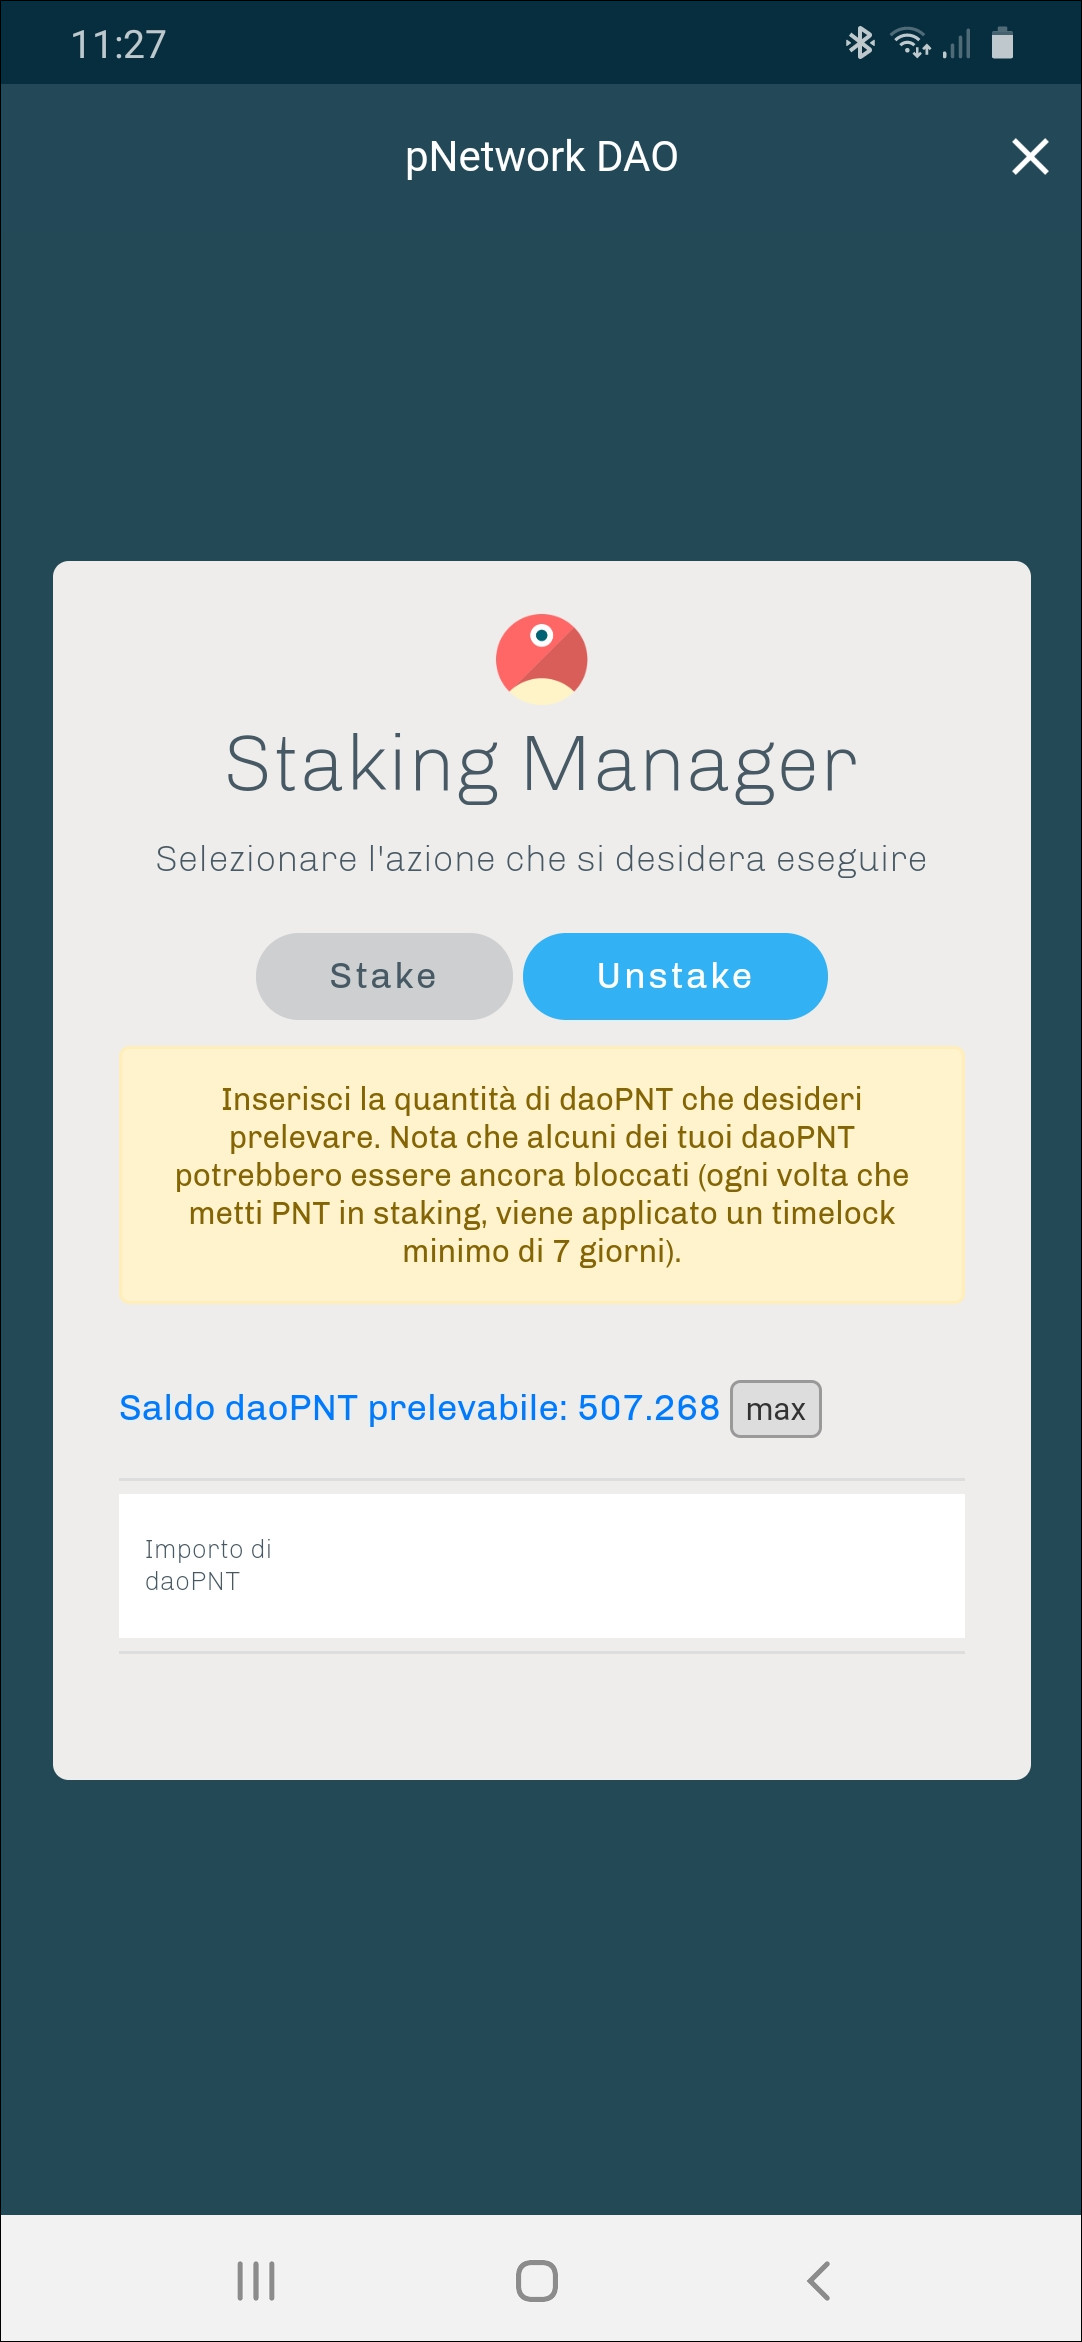 11:27
pNetwork DAO
Staking Manager
Selezionare l'azione che si desidera eseguire
Stake
Unstake
Inserisci la quantità di daoPNT che desideri
prelevare. Nota che alcuni dei tuoi daoPNT
potrebbero essere ancora bloccati (ogni volta che
metti PNT in staking, viene applicato un timelock
minimo di 7 giorni).
Saldo daoPNT prelevabile: 507.268 max
Importo di
daoPNT